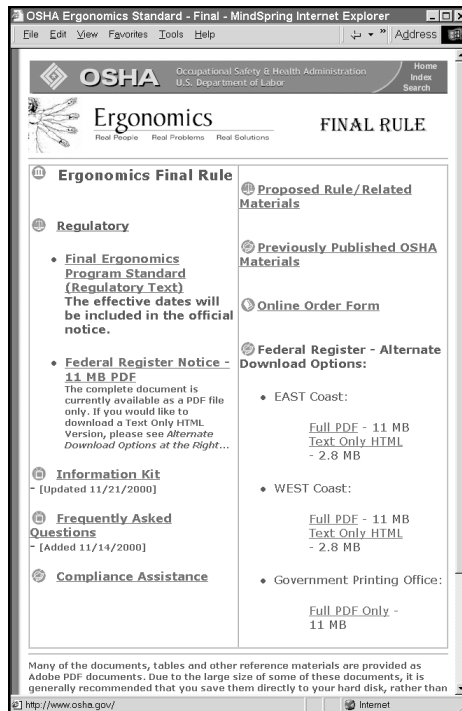 OSHA Ergonomics Standard - Final - MindSpring Internet Explorer
File Edit View Favorites Tools Help
» Address
OSHA
Occupational Safety & Health Administration
U.S. Department of Labor
Home
Index
Search
Ergonomics
Real People Real Problems Real Solutions
FINAL RULE
Ergonomics Final Rule
Regulatory
• Final Ergonomics
Program Standard
(Regulatory Text)
The effective dates will
be included in the official
notice.
• Federal Register Notice -
11 MB PDF
The complete document is
currently available as a PDF file
only. If you would like to
download a Text Only HTML
Version, please see Alternate
Download Options at the Right...
Information Kit
- [Updated 11/21/2000]
Frequently Asked
Questions
- [Added 11/14/2000]
Compliance Assistance
Proposed Rule/Related
Materials
Previously Published OSHA
Materials
Online Order Form
Federal Register - Alternate
Download Options:
• EAST Coast:
Full PDF - 11 MB
Text Only HTML
- 2.8 MB
• WEST Coast:
Full PDF - 11 MB
Text Only HTML
- 2.8 MB
• Government Printing Office:
Full PDF Only -
11 MB
Many of the documents, tables and other reference materials are provided as
Adobe PDF documents. Due to the large size of some of these documents, it is
generally recommended that you save them directly to your hard disk, rather than
http://www.osha.gov/
Internet